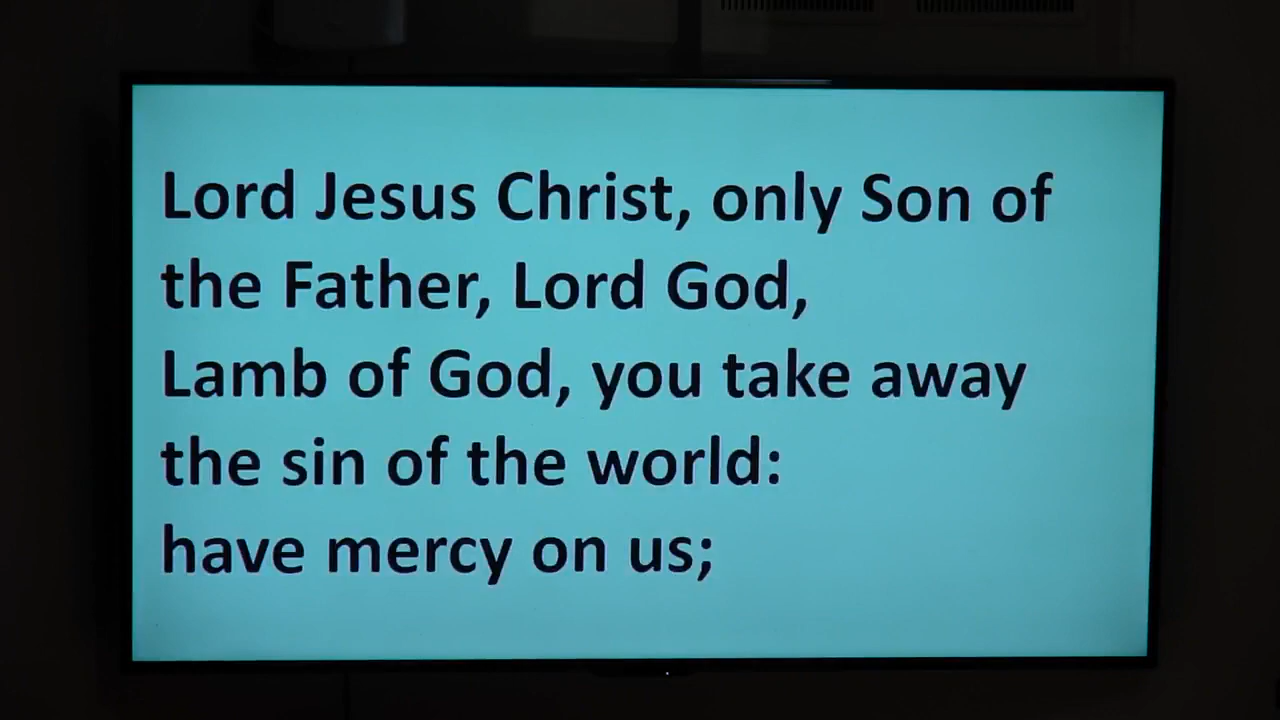 Lord Jesus Christ, only Son of
the Father, Lord God,
Lamb of God, you take away
the sin of the world:
have mercy on us;